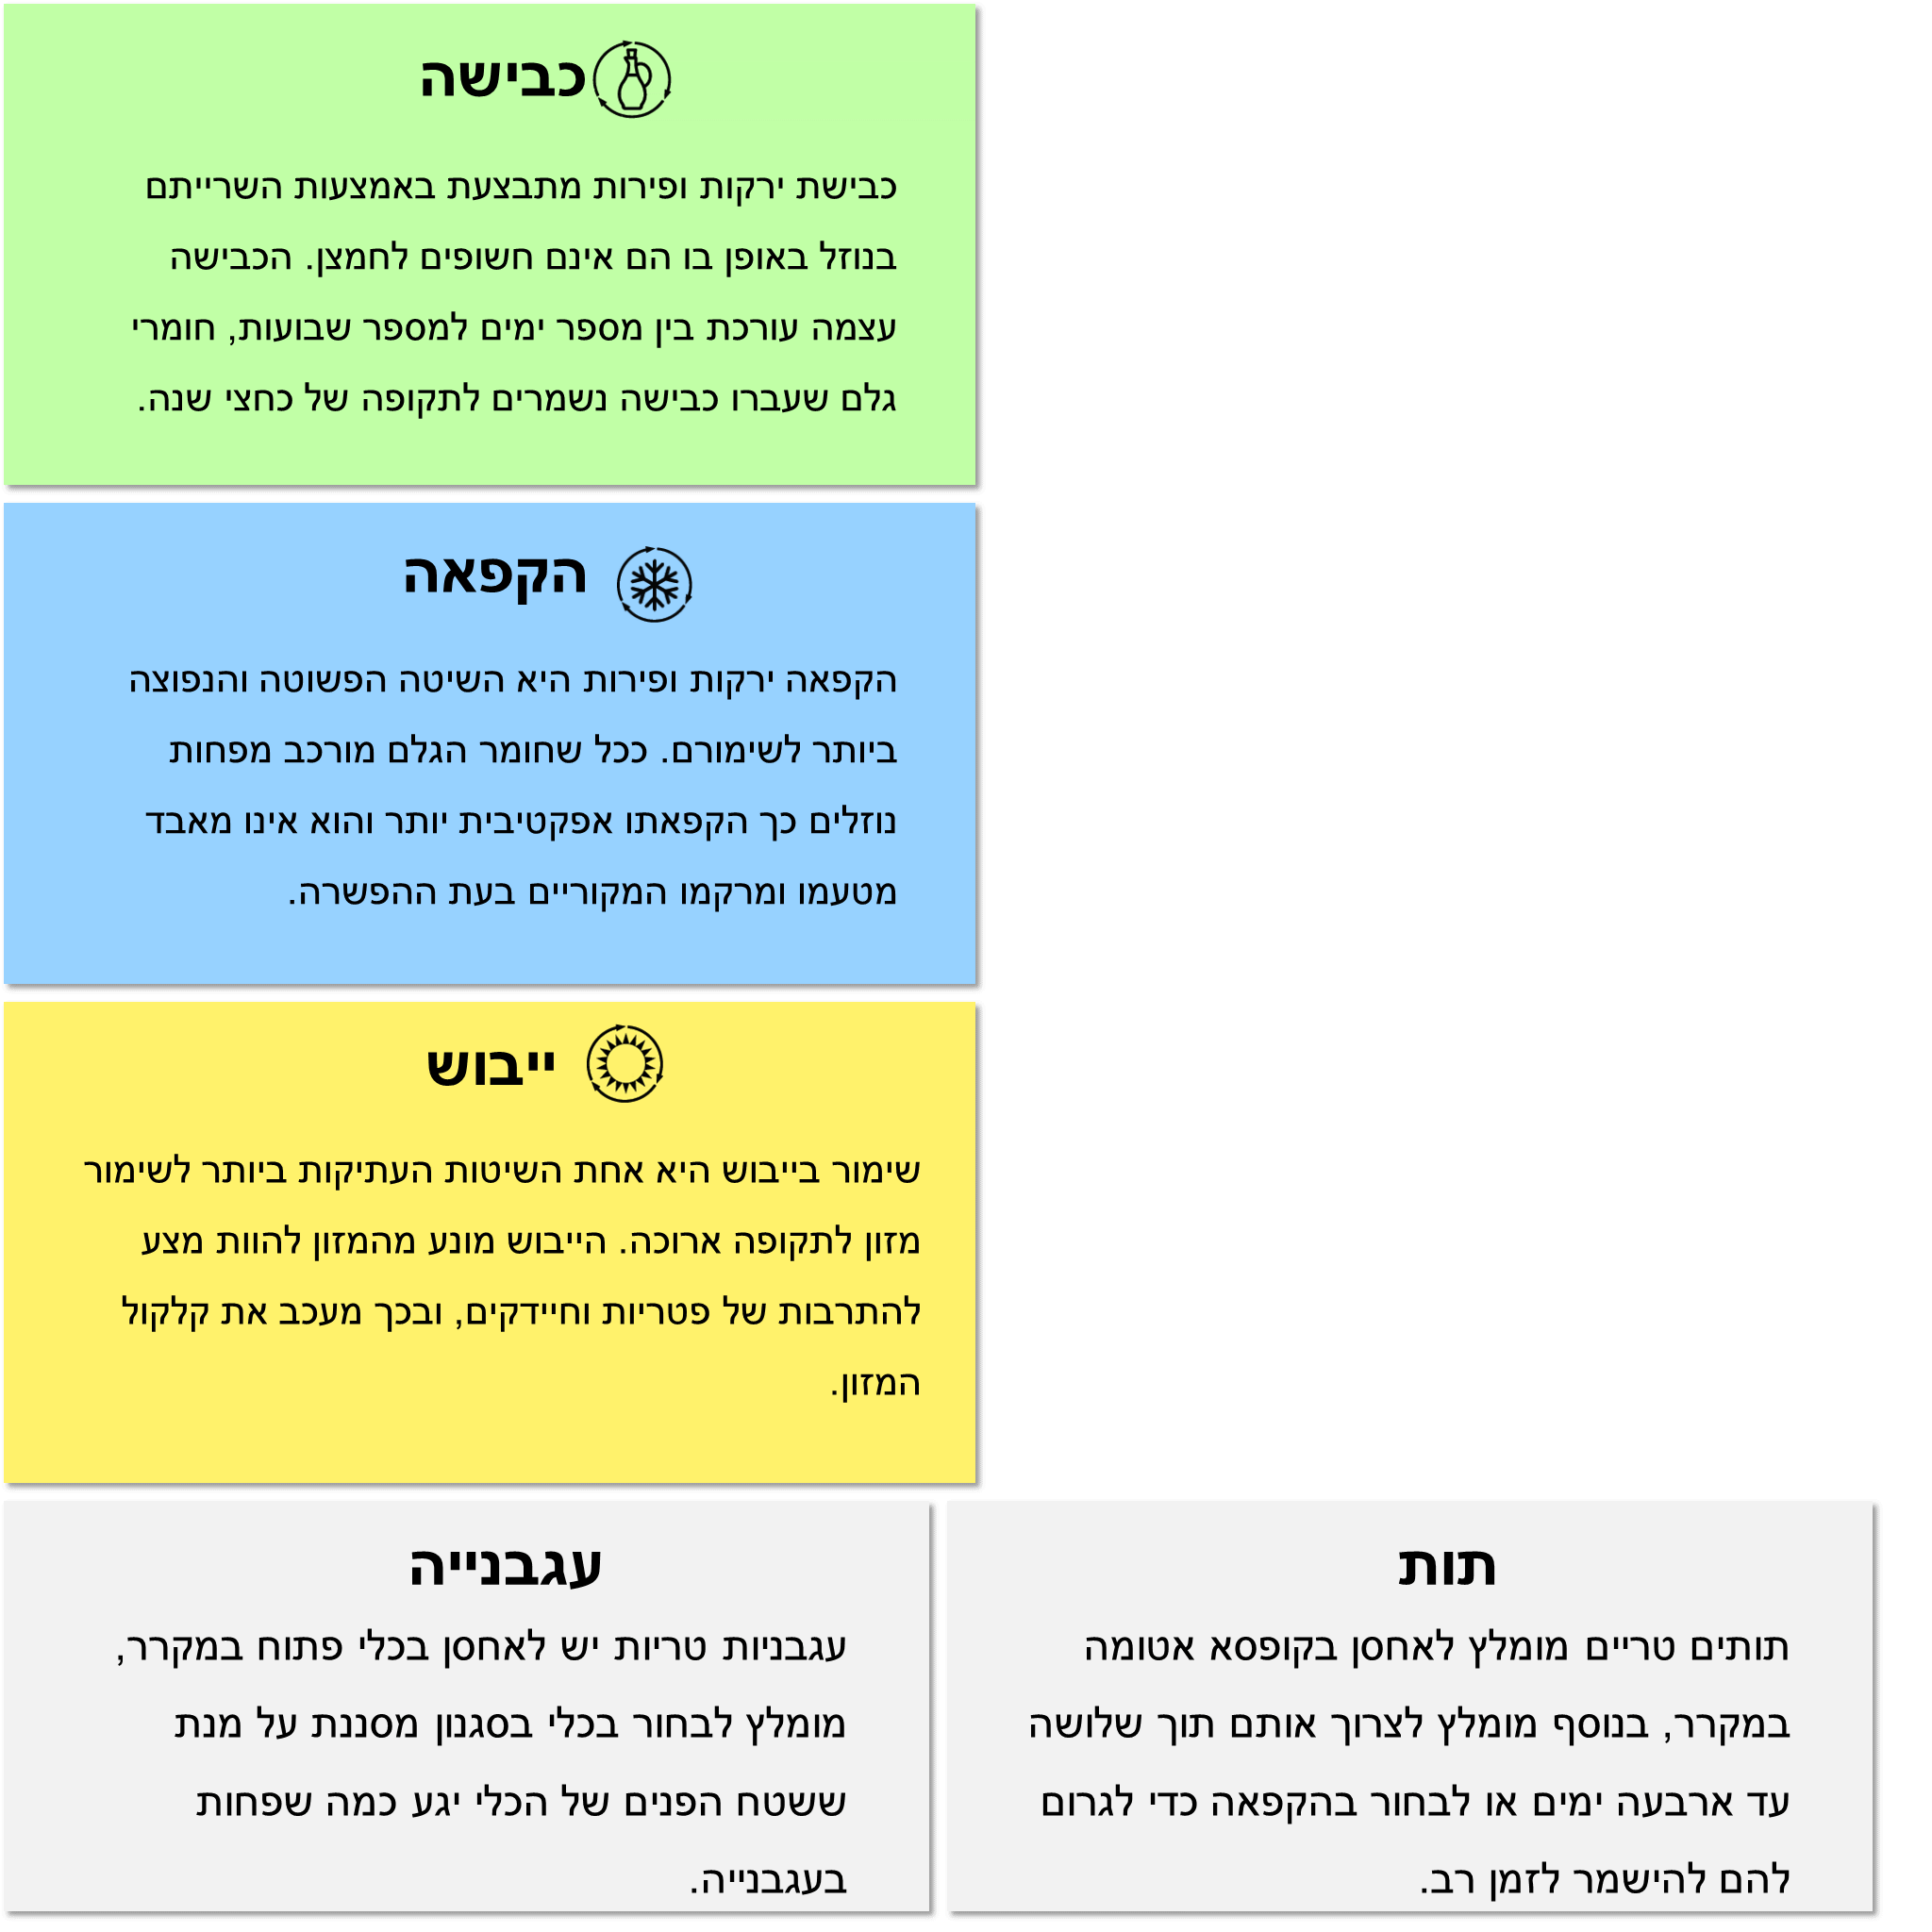 כבישה
כבישת ירקות ופירות מתבצעת באמצעות השרייתם
בנוזל באופן בו הם אינם חשופים לחמצן. הכבישה
עצמה עורכת בין מספר ימים למספר שבועות, חומרי
גלם שעברו כבישה נשמרים לתקופה של כחצי שנה.
הקפאה
הקפאה ירקות ופירות היא השיטה הפשוטה והנפוצה
ביותר לשימורם. ככל שחומר הגלם מורכב מפחות
נוזלים כך הקפאתו אפקטיבית יותר והוא אינו מאבד
מטעמו ומרקמו המקוריים בעת ההפשרה.
ייבוש
שימור בייבוש היא אחת השיטות העתיקות ביותר לשימור
מזון לתקופה ארוכה. הייבוש מונע מהמזון להוות מצע
להתרבות של פטריות וחיידקים, ובכך מעכב את קלקול
המזון.
תות
תותים טריים מומלץ לאחסן בקופסא אטומה
במקרר, בנוסף מומלץ לצרוך אותם תוך שלושה
עד ארבעה ימים או לבחור בהקפאה כדי לגרום
להם להישמר לזמן רב.
עגבנייה
עגבניות טריות יש לאחסן בכלי פתוח במקרר,
מומלץ לבחור בכלי בסגנון מסננת על מנת
ששטח הפנים של הכלי יגע כמה שפחות
בעגבנייה.